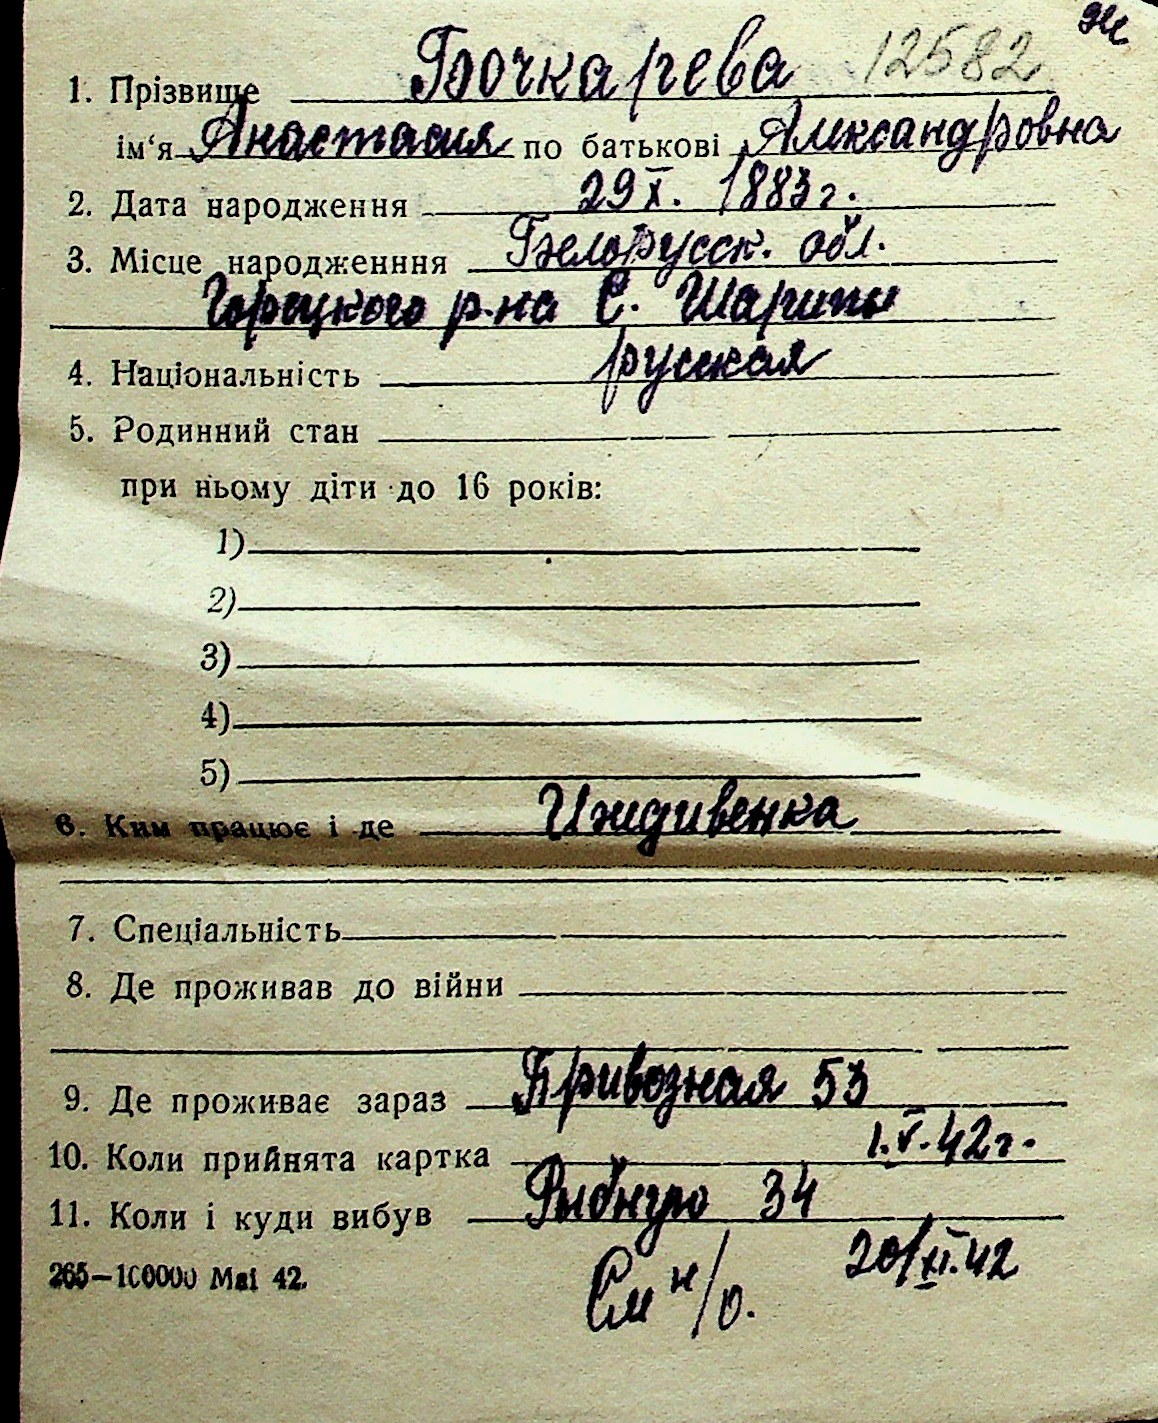 1. Прізвище Бочкарева 12582
ім'я Анастасия по батькові Александровна
2. Дата народження 29 X. 1883 г.
3. Місце народженння Белорусск. обл.
Горецкого р-на С. Шарипы
4. Національність русская
5. Родинний стан
при ньому діти до 16 років:
1)
2)
3)
4)
5)
6. Ким працює і де Иждивенка
7. Спеціальність
8. Де проживав до війни
9. Де проживає зараз Привозная 53
10. Коли прийнята картка 1.V.42 г.
11. Коли і куди вибув Рыбную 34
265—100000 Mai 42. 20/XI.42
См н/о.